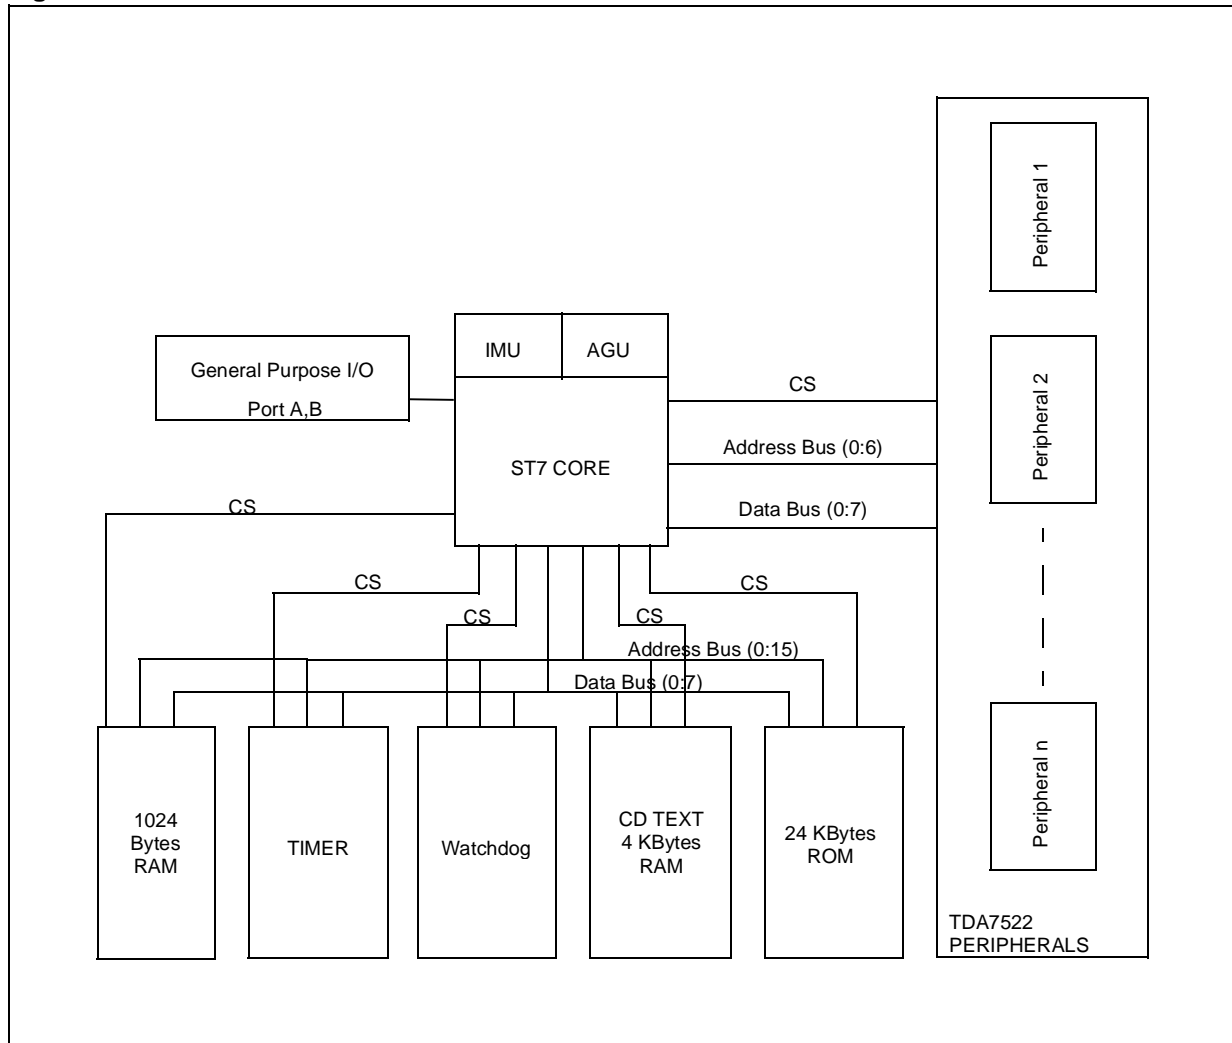 Peripheral 1
IMU
AGU
General Purpose I/O
Port A,B
CS
Peripheral 2
Address Bus (0:6)
ST7 CORE
Data Bus (0:7)
CS
CS
CS
CS
CS
Address Bus (0:15)
Data Bus (0:7)
Peripheral n
1024
Bytes
RAM
TIMER
Watchdog
CD TEXT
4 KBytes
RAM
24 KBytes
ROM
TDA7522
PERIPHERALS